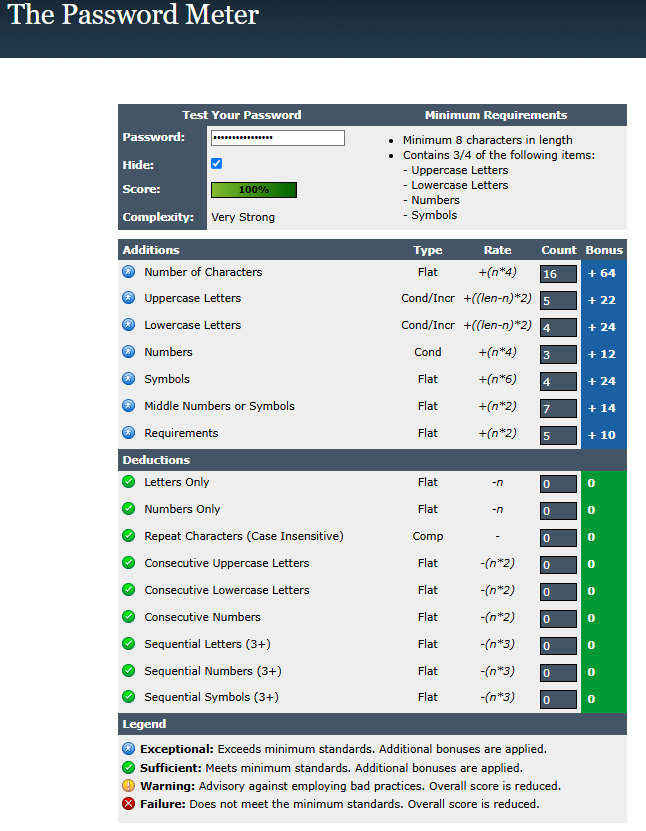 The Password Meter
Test Your Password Minimum Requirements
Password: •••••••••••••••• • Minimum 8 characters in length
• Contains 3/4 of the following items:
Hide: - Uppercase Letters
Score: 100% - Lowercase Letters
- Numbers
Complexity: Very Strong - Symbols
Additions Type Rate Count Bonus
Number of Characters Flat +(n*4) 16 + 64
Uppercase Letters Cond/Incr +((len-n)*2) 5 + 22
Lowercase Letters Cond/Incr +((len-n)*2) 4 + 24
Numbers Cond +(n*4) 3 + 12
Symbols Flat +(n*6) 4 + 24
Middle Numbers or Symbols Flat +(n*2) 7 + 14
Requirements Flat +(n*2) 5 + 10
Deductions
Letters Only Flat -n 0 0
Numbers Only Flat -n 0 0
Repeat Characters (Case Insensitive) Comp - 0 0
Consecutive Uppercase Letters Flat -(n*2) 0 0
Consecutive Lowercase Letters Flat -(n*2) 0 0
Consecutive Numbers Flat -(n*2) 0 0
Sequential Letters (3+) Flat -(n*3) 0 0
Sequential Numbers (3+) Flat -(n*3) 0 0
Sequential Symbols (3+) Flat -(n*3) 0 0
Legend
Exceptional: Exceeds minimum standards. Additional bonuses are applied.
Sufficient: Meets minimum standards. Additional bonuses are applied.
Warning: Advisory against employing bad practices. Overall score is reduced.
Failure: Does not meet the minimum standards. Overall score is reduced.